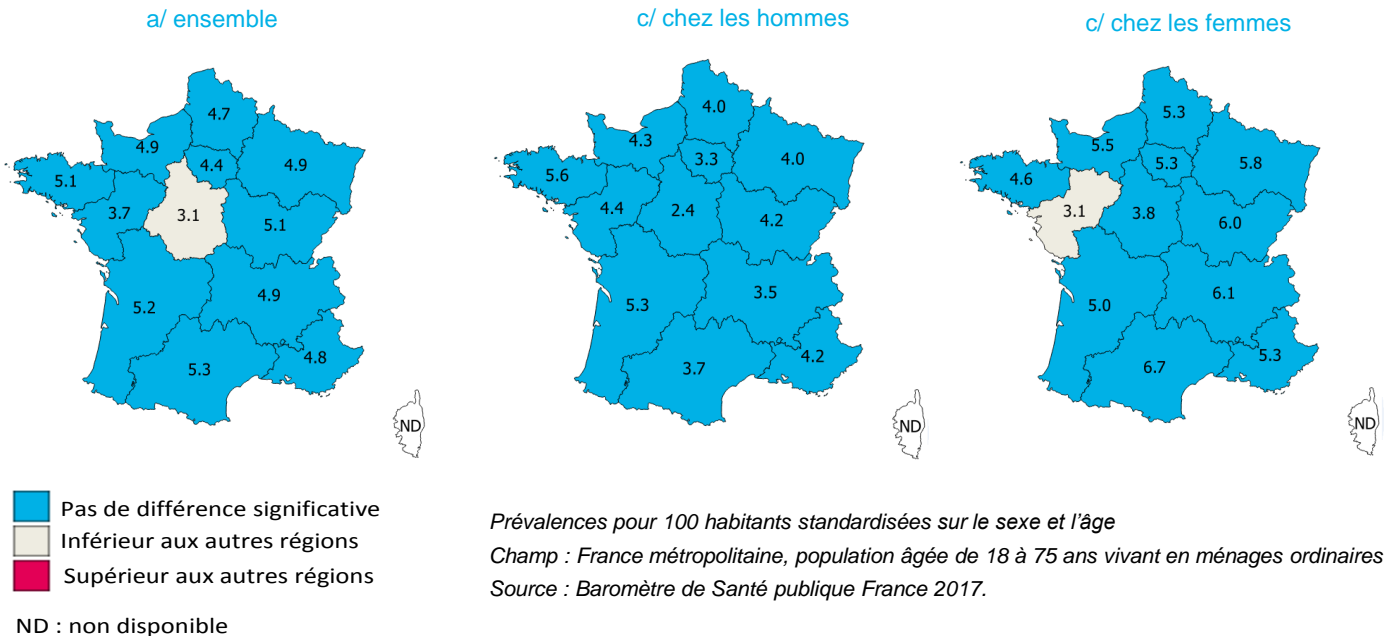 a/ ensemble
4.7
4.9
4.4
4.9
5.1
3.7
3.1
5.1
5.2
4.9
5.3
4.8
ND
c/ chez les hommes
4.0
4.3
3.3
4.0
5.6
4.4
2.4
4.2
5.3
3.5
3.7
4.2
ND
c/ chez les femmes
5.3
5.5
5.3
5.8
4.6
3.1
3.8
6.0
5.0
6.1
6.7
5.3
ND
Pas de différence significative
Inférieur aux autres régions
Supérieur aux autres régions
ND : non disponible
Prévalences pour 100 habitants standardisées sur le sexe et l'âge
Champ : France métropolitaine, population âgée de 18 à 75 ans vivant en ménages ordinaires
Source : Baromètre de Santé publique France 2017.